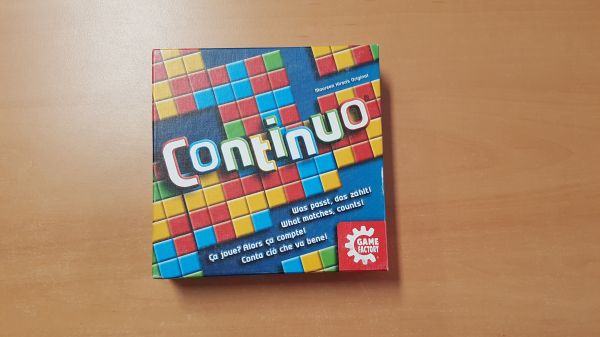 Maureen Hiron's Original
Continuo®
Was passt, das zählt!
What matches, counts!
Ça joue? Alors ça compte!
Conta ciò che va bene!
GAME
FACTORY